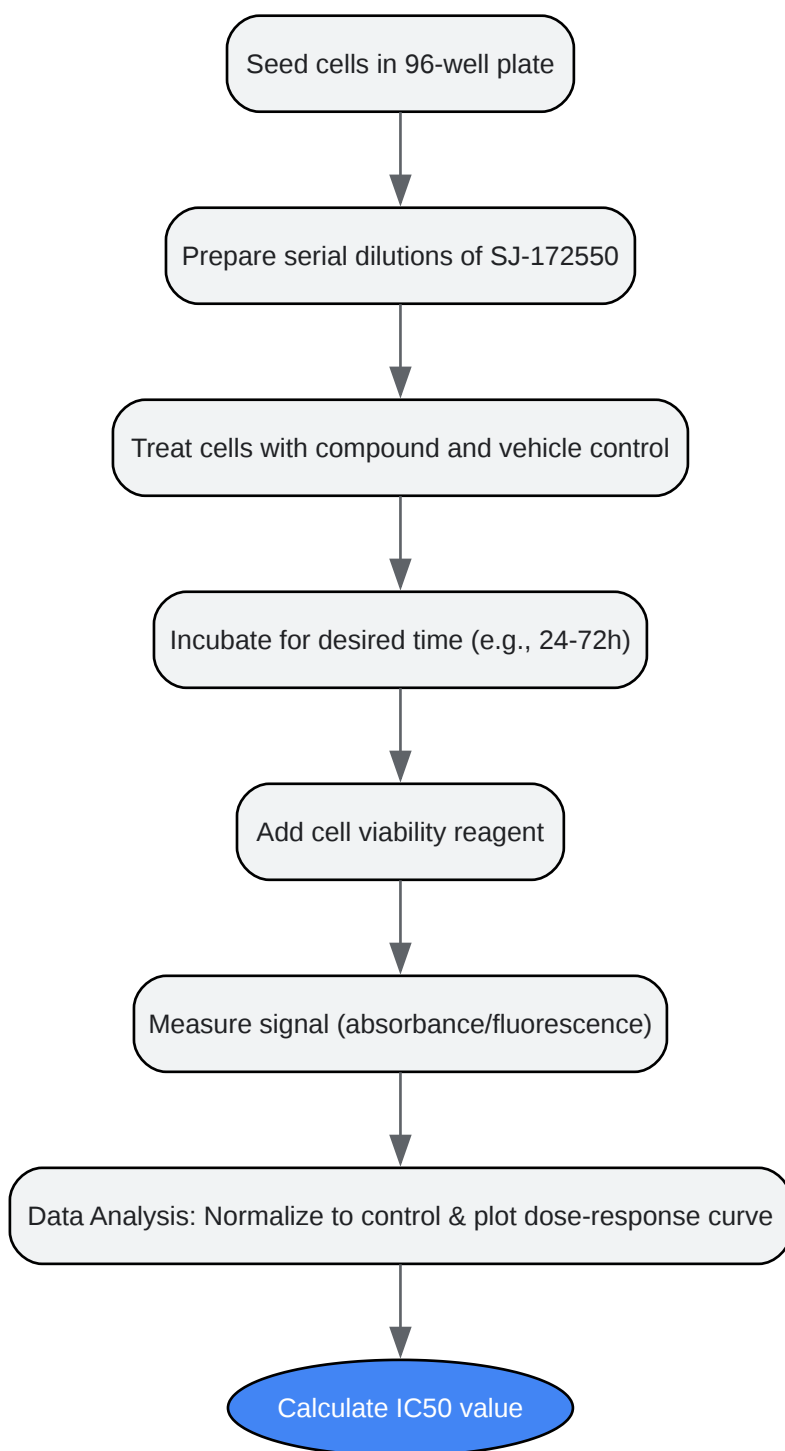 Seed cells in 96-well plate
Prepare serial dilutions of SJ-172550
Treat cells with compound and vehicle control
Incubate for desired time (e.g., 24-72h)
Add cell viability reagent
Measure signal (absorbance/fluorescence)
Data Analysis: Normalize to control & plot dose-response curve
Calculate IC50 value